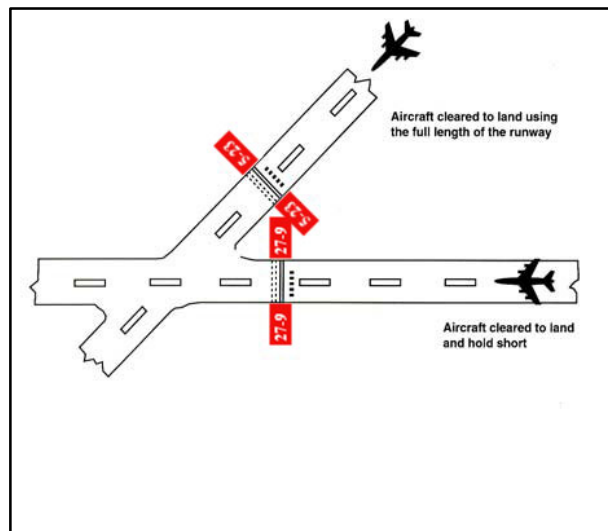 Aircraft cleared to land using
the full length of the runway
5-23
5-23
27-9
27-9
Aircraft cleared to land
and hold short